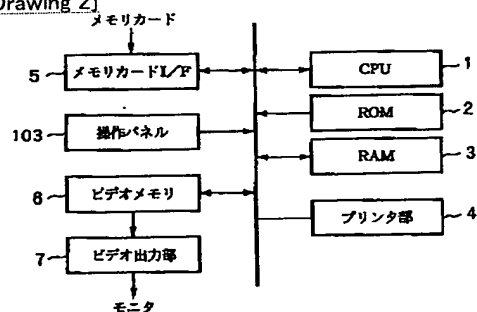 Drawing 2]
メモリカード
5
メモリカードI/F
CPU
1
ROM
2
103
操作パネル
RAM
3
6
ビデオメモリ
プリンタ部
4
7
ビデオ出力部
モニタ